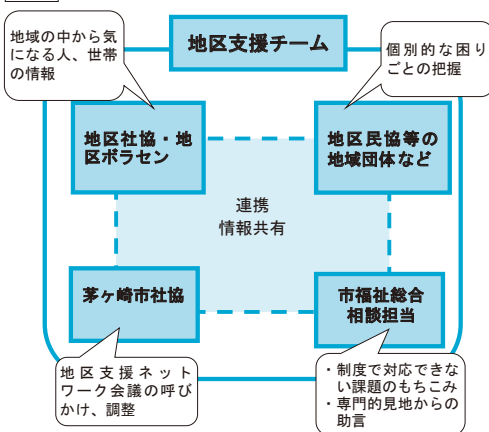 地域の中から気
になる人、世帯
の情報
地区支援チーム
個別的な困り
ごとの把握
地区社協・地
区ボラセン
地区民協等の
地域団体など
連携
情報共有
茅ヶ崎市社協
市福祉総合
相談担当
地区支援ネット
ワーク会議の呼び
かけ、調整
・制度で対応できな
い課題のもちこみ
・専門的見地からの
助言